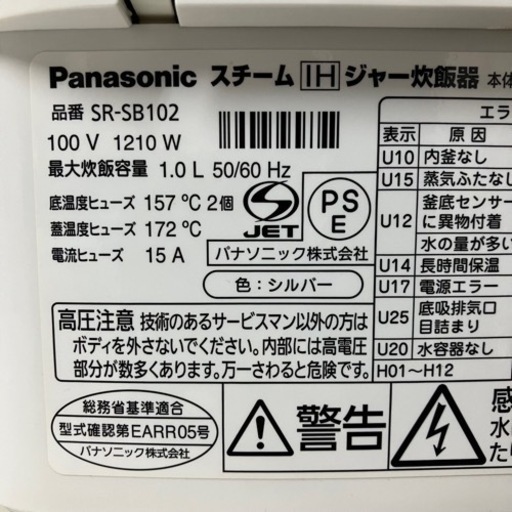 Panasonic スチーム IH ジャー炊飯器 本体
品番 SR-SB102
100 V 1210 W
最大炊飯容量 1.0 L 50/60 Hz
底温度ヒューズ 157 ℃ 2個
蓋温度ヒューズ 172 ℃
電流ヒューズ 15 A
S JET
PS E
パナソニック株式会社
色：シルバー
高圧注意 技術のあるサービスマン以外の方は
ボディを外さないでください。内部には高電圧
部分が数多くあります。万一さわると危険です。
総務省基準適合
型式確認第EARR05号
パナソニック株式会社
警告
エラ
表示 原因
U10 内釜なし
U15 蒸気ふたなし
U12 釜底センサー
に異物付着
水の量が多い
U14 長時間保温
U17 電源エラー
U25 底吸排気口
目詰まり
U20 水容器なし
H01～H12
感
水
たり